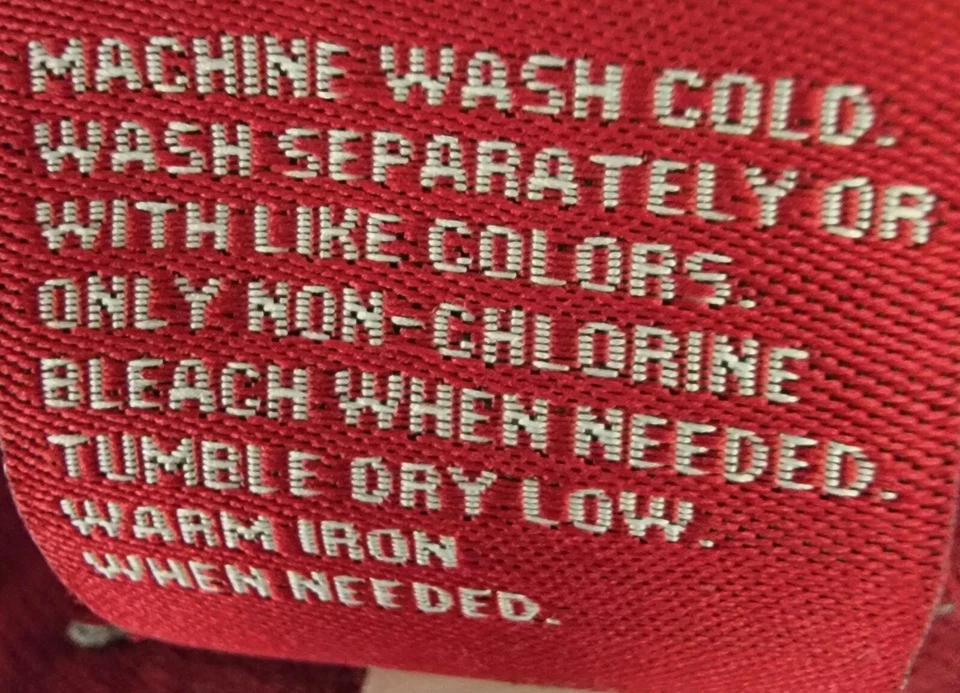 MACHINE WASH COLD.
WASH SEPARATELY OR
WITH LIKE COLORS.
ONLY NON-CHLORINE
BLEACH WHEN NEEDED.
TUMBLE DRY LOW.
WARM IRON
WHEN NEEDED.